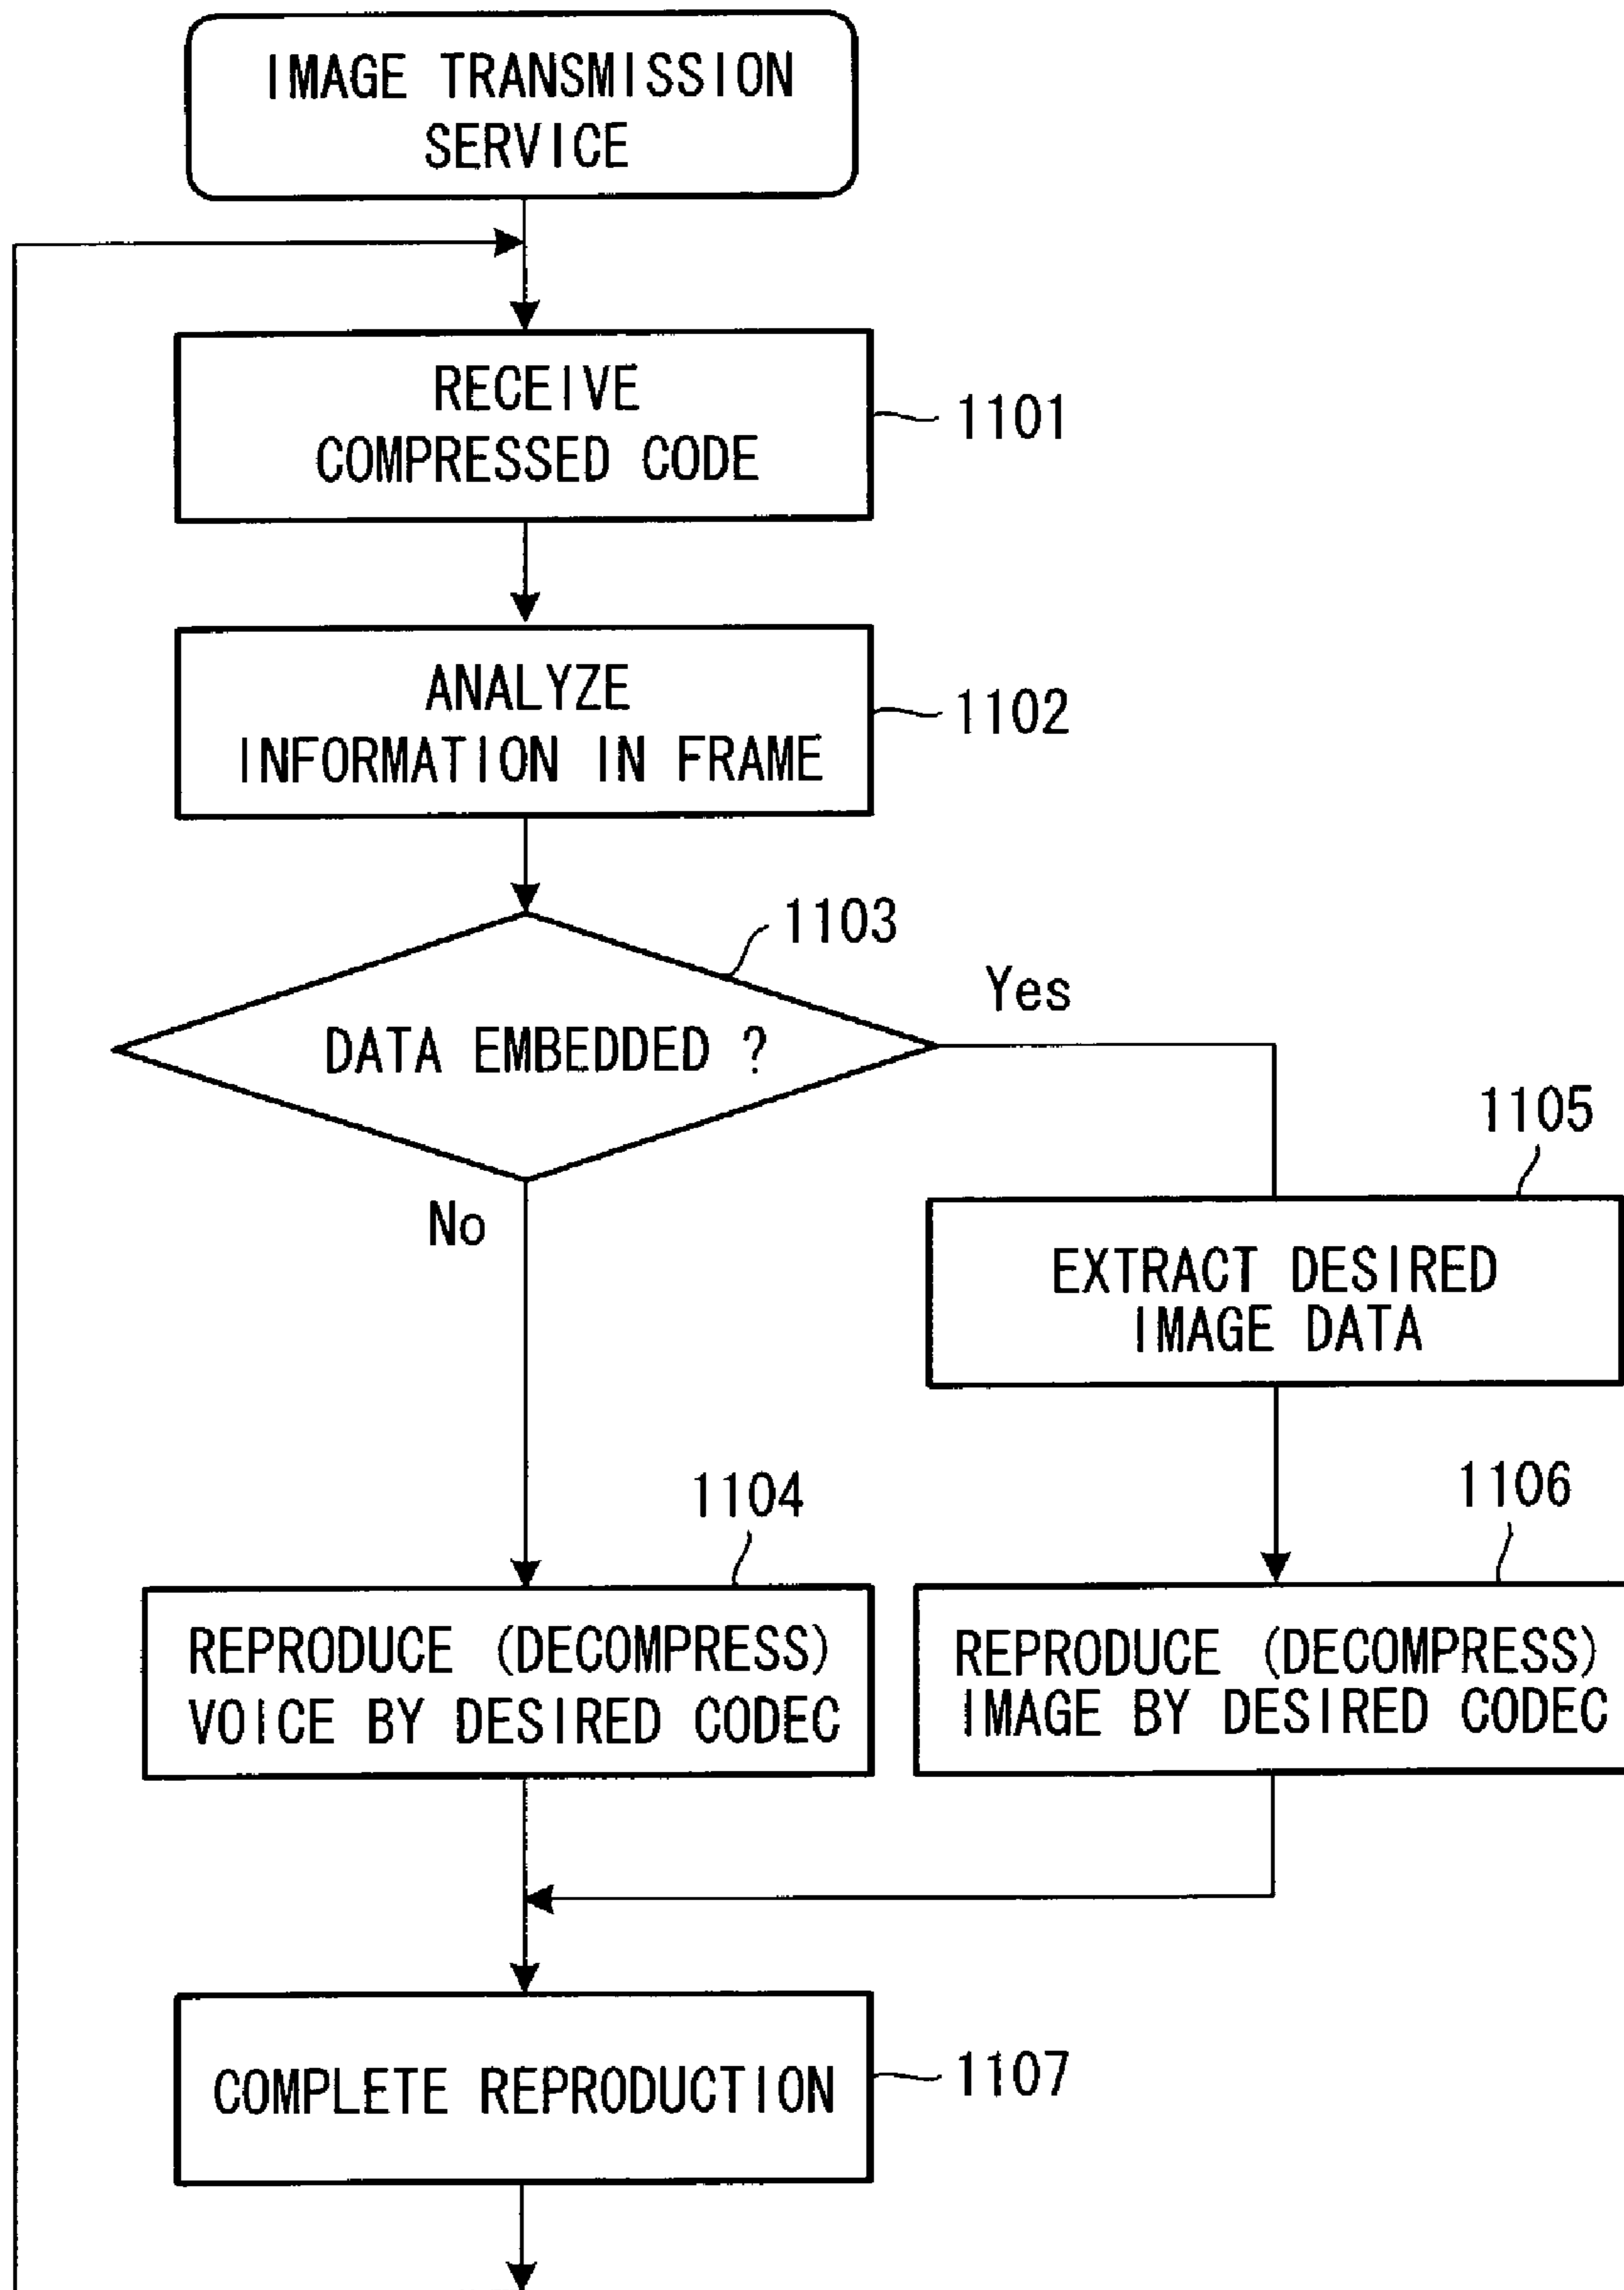 IMAGE TRANSMISSION
SERVICE
RECEIVE
COMPRESSED CODE
1101
ANALYZE
INFORMATION IN FRAME
1102
1103
DATA EMBEDDED ?
Yes
No
1105
EXTRACT DESIRED
IMAGE DATA
1104
REPRODUCE (DECOMPRESS)
VOICE BY DESIRED CODEC
1106
REPRODUCE (DECOMPRESS)
IMAGE BY DESIRED CODEC
COMPLETE REPRODUCTION
1107